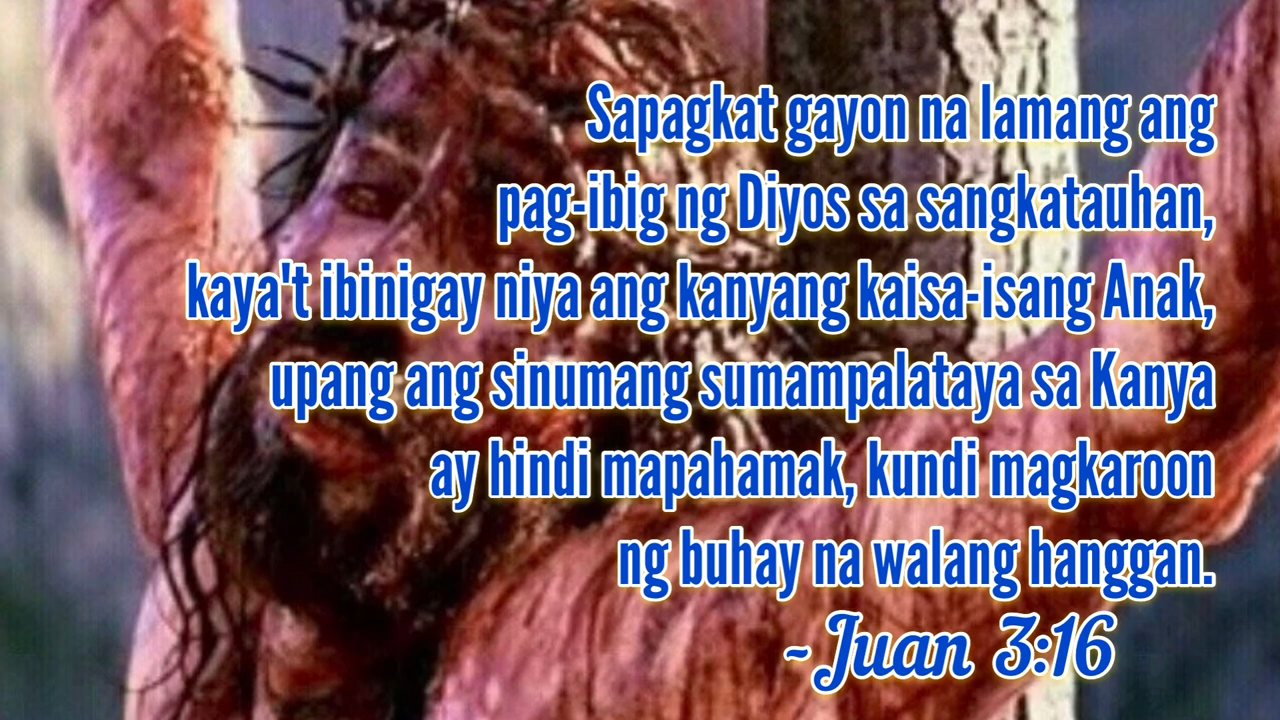 Sapagkat gayon na lamang ang
pag-ibig ng Diyos sa sangkatauhan,
kaya't ibinigay niya ang kanyang kaisa-isang Anak,
upang ang sinumang sumampalataya sa Kanya
ay hindi mapahamak, kundi magkaroon
ng buhay na walang hanggan.
~Juan 3:16